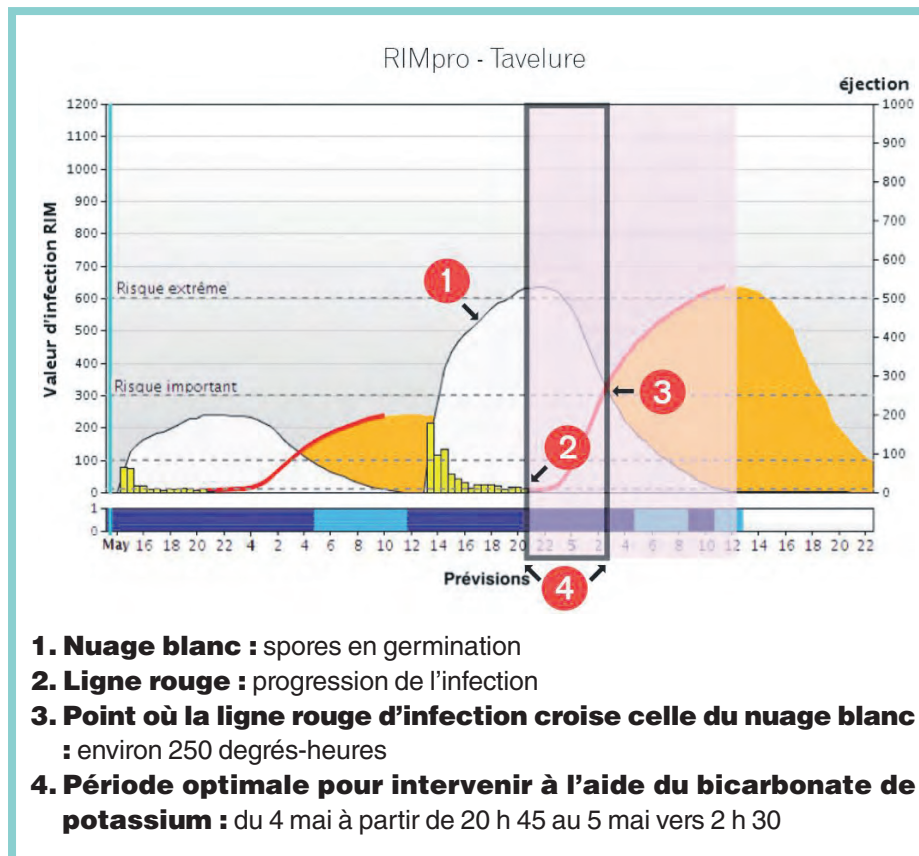 RIMpro - Tavelure
éjection
Valeur d'infection RIM
1200
1100
1000
900
800
700
600
500
400
300
200
100
0
1000
900
800
700
600
500
400
300
200
100
0
Risque extrême
Risque important
1
2
3
1
0
May 16 18 20 22 4 2 4 6 8 10 12 14 16 18 20 22 5 2 4 6 8 10 12 14 16 18 20 22
Prévisions
4
1. Nuage blanc : spores en germination
2. Ligne rouge : progression de l'infection
3. Point où la ligne rouge d'infection croise celle du nuage blanc
: environ 250 degrés-heures
4. Période optimale pour intervenir à l'aide du bicarbonate de
potassium : du 4 mai à partir de 20 h 45 au 5 mai vers 2 h 30